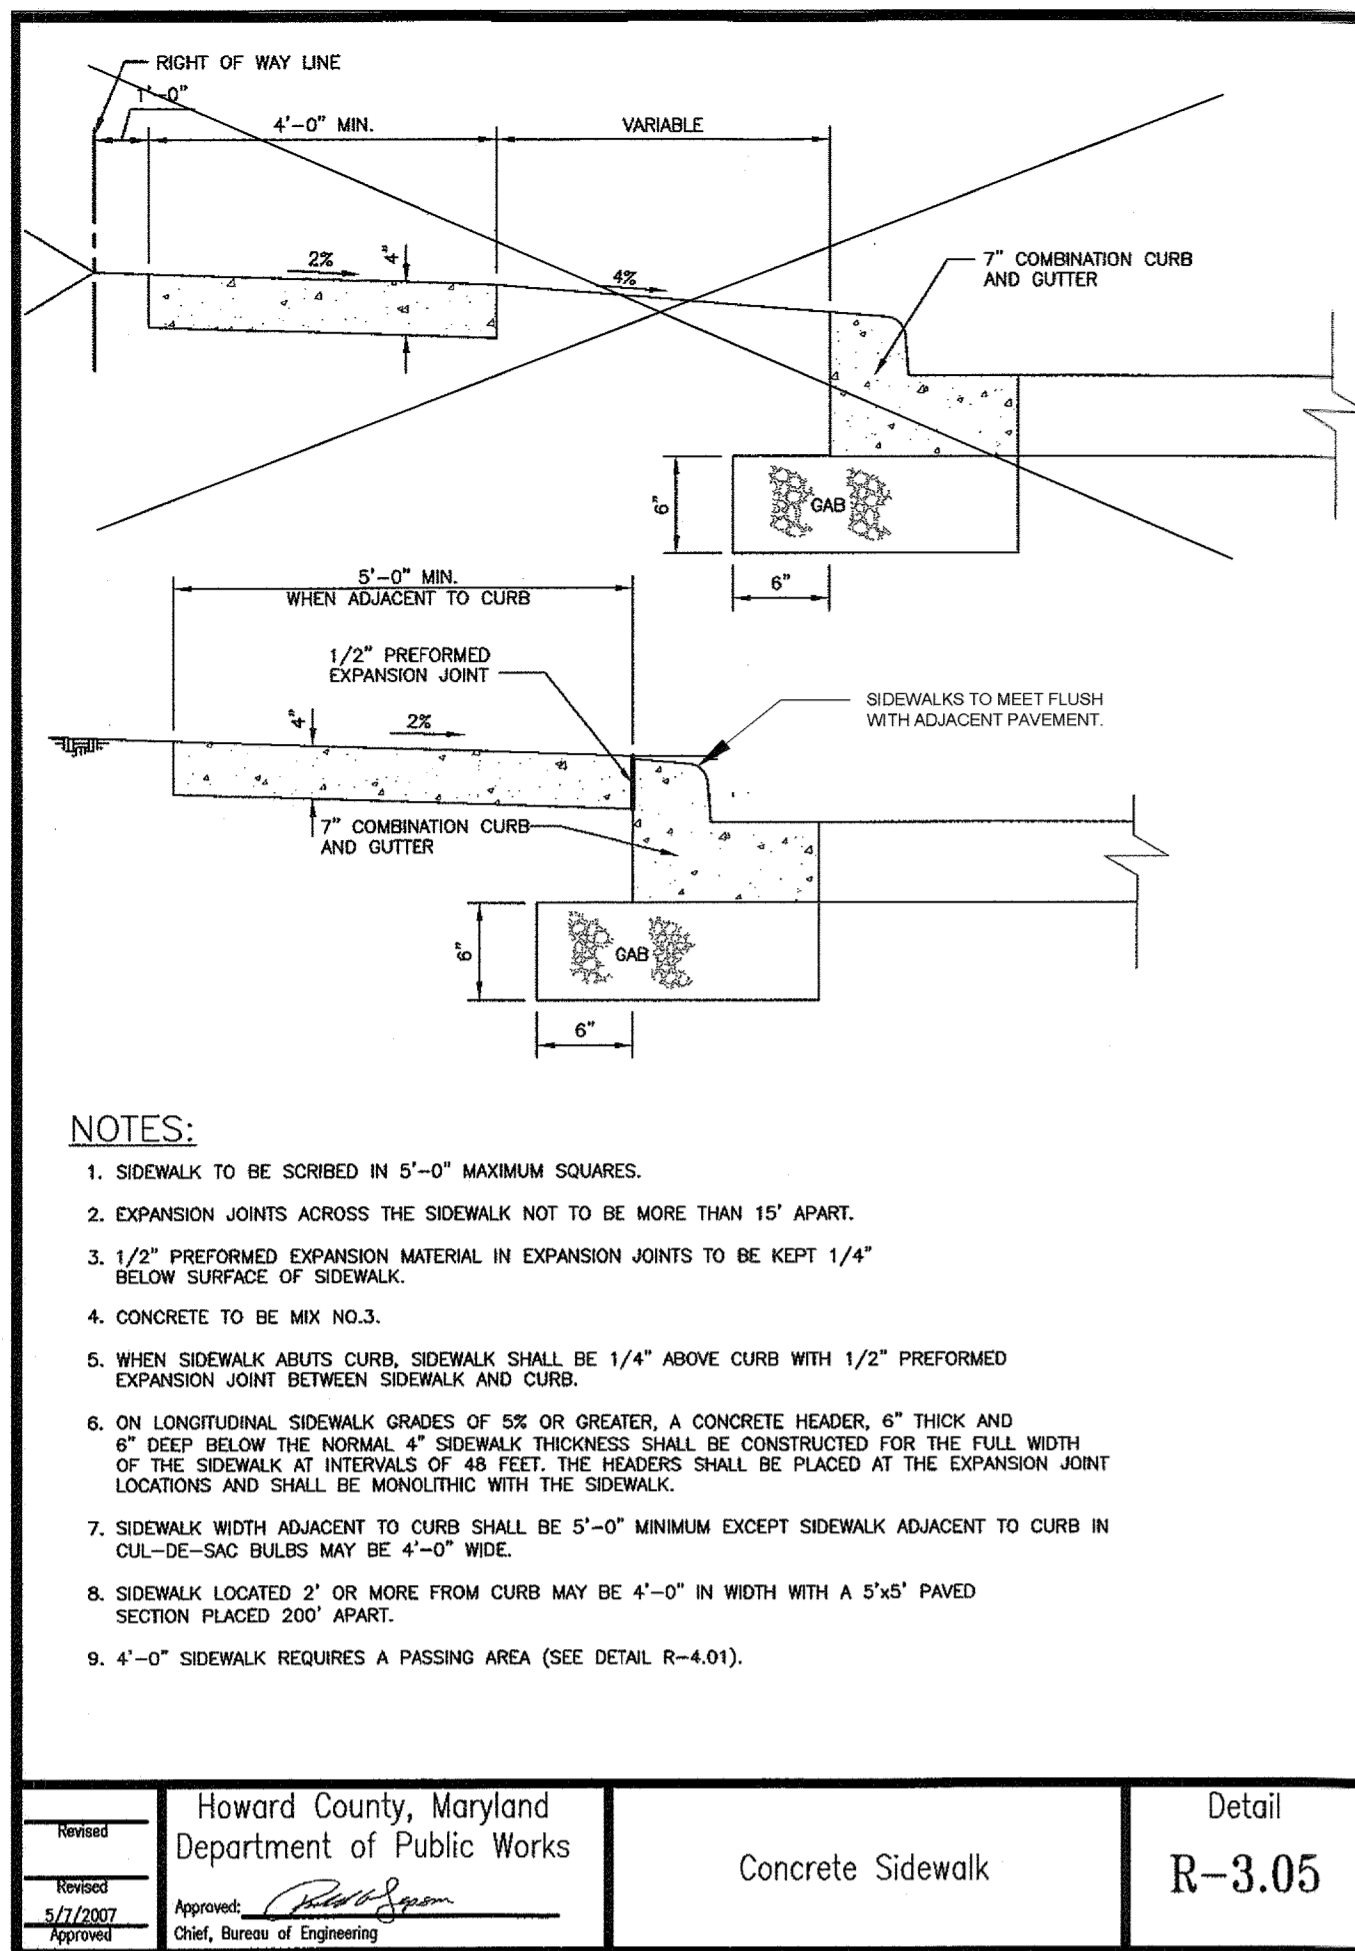 RIGHT OF WAY LINE
1'-0"
4'-0" MIN.
VARIABLE
2%
4"
4%
7" COMBINATION CURB
AND GUTTER
6"
GAB
6"
5'-0" MIN.
WHEN ADJACENT TO CURB
1/2" PREFORMED
EXPANSION JOINT
SIDEWALKS TO MEET FLUSH
WITH ADJACENT PAVEMENT.
4"
2%
7" COMBINATION CURB
AND GUTTER
6"
GAB
6"
NOTES:
1. SIDEWALK TO BE SCRIBED IN 5'-0" MAXIMUM SQUARES.
2. EXPANSION JOINTS ACROSS THE SIDEWALK NOT TO BE MORE THAN 15' APART.
3. 1/2" PREFORMED EXPANSION MATERIAL IN EXPANSION JOINTS TO BE KEPT 1/4"
BELOW SURFACE OF SIDEWALK.
4. CONCRETE TO BE MIX NO.3.
5. WHEN SIDEWALK ABUTS CURB, SIDEWALK SHALL BE 1/4" ABOVE CURB WITH 1/2" PREFORMED
EXPANSION JOINT BETWEEN SIDEWALK AND CURB.
6. ON LONGITUDINAL SIDEWALK GRADES OF 5% OR GREATER, A CONCRETE HEADER, 6" THICK AND
6" DEEP BELOW THE NORMAL 4" SIDEWALK THICKNESS SHALL BE CONSTRUCTED FOR THE FULL WIDTH
OF THE SIDEWALK AT INTERVALS OF 48 FEET. THE HEADERS SHALL BE PLACED AT THE EXPANSION JOINT
LOCATIONS AND SHALL BE MONOLITHIC WITH THE SIDEWALK.
7. SIDEWALK WIDTH ADJACENT TO CURB SHALL BE 5'-0" MINIMUM EXCEPT SIDEWALK ADJACENT TO CURB IN
CUL-DE-SAC BULBS MAY BE 4'-0" WIDE.
8. SIDEWALK LOCATED 2' OR MORE FROM CURB MAY BE 4'-0" IN WIDTH WITH A 5'x5' PAVED
SECTION PLACED 200' APART.
9. 4'-0" SIDEWALK REQUIRES A PASSING AREA (SEE DETAIL R-4.01).
Revised
Revised
5/7/2007
Approved
Howard County, Maryland
Department of Public Works
Approved:
Chief, Bureau of Engineering
Concrete Sidewalk
Detail
R-3.05